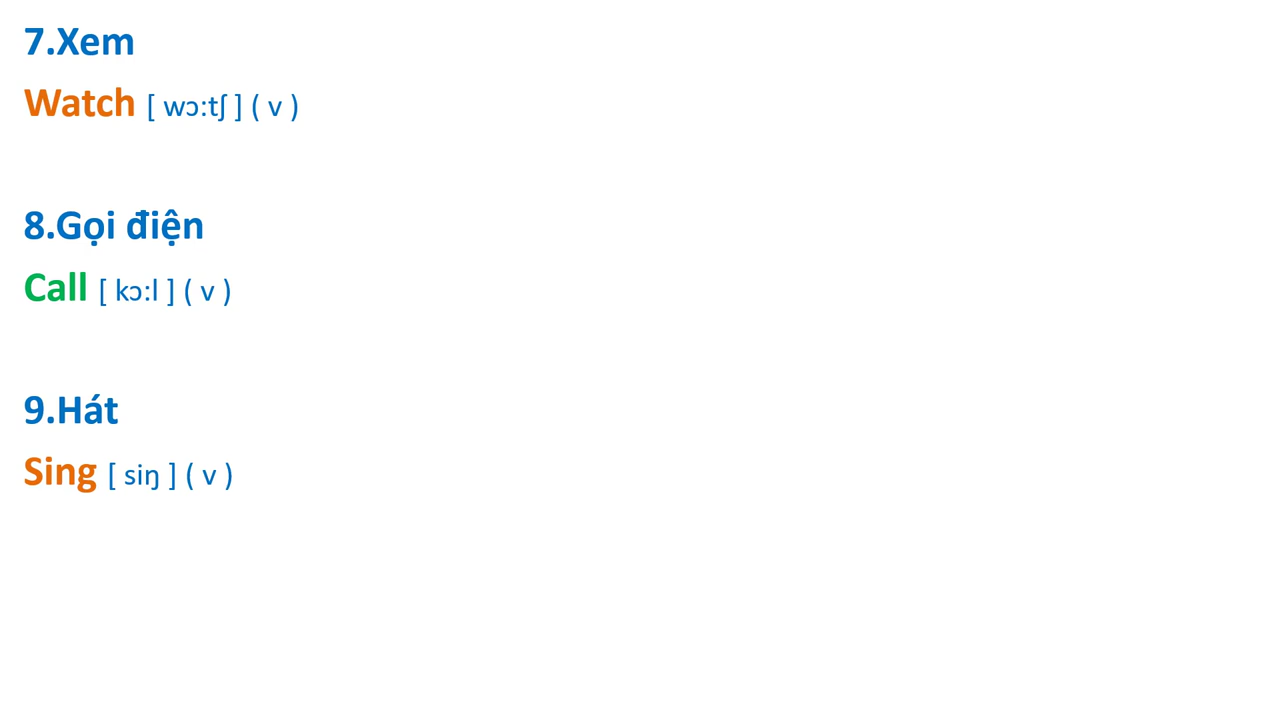 7.Xem
Watch [ wɔ:tʃ ] ( v )
8.Gọi điện
Call [ kɔ:l ] ( v )
9.Hát
Sing [ siŋ ] ( v )